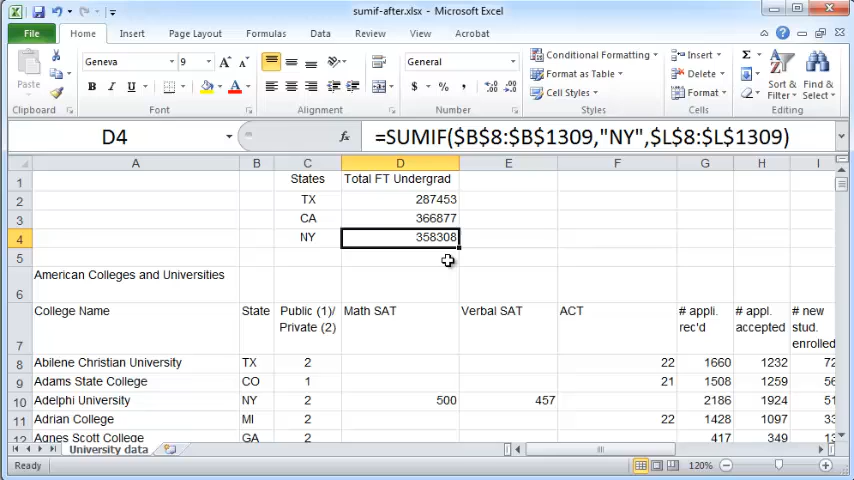 sumif-after.xlsx - Microsoft Excel
File Home Insert Page Layout Formulas Data Review View Acrobat
Geneva 9 General Conditional Formatting Insert
Paste Format as Table Delete Sort & Filter Find & Select
B I U A $ % , Cell Styles Format
Clipboard Font Alignment Number Styles Cells Editing
D4 fx =SUMIF($B$8:$B$1309,"NY",$L$8:$L$1309)
A B C D E F G H I
1 States Total FT Undergrad
2 TX 287453
3 CA 366877
4 NY 358308
5
6 American Colleges and Universities
7 College Name State Public (1)/ Private (2) Math SAT Verbal SAT ACT # appli. rec'd # appl. accepted # new stud. enrolled
8 Abilene Christian University TX 2 22 1660 1232 72
9 Adams State College CO 1 21 1508 1259 56
10 Adelphi University NY 2 500 457 2186 1924 51
11 Adrian College MI 2 22 1428 1097 33
12 Agnes Scott College GA 2 417 349 13
University data
Ready 120%